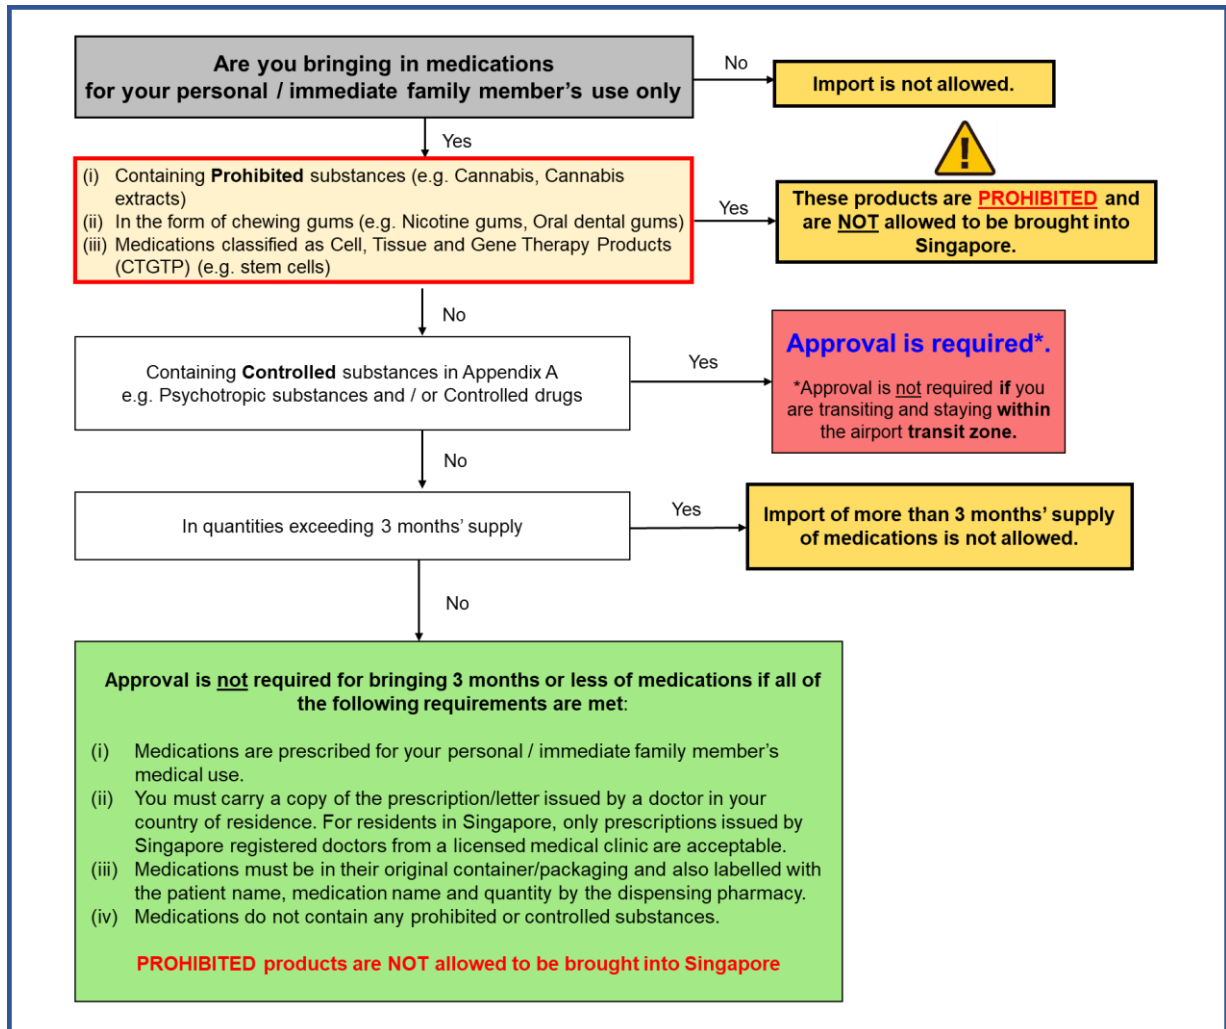 Are you bringing in medications
for your personal / immediate family member's use only
No
Import is not allowed.
Yes
(i) Containing Prohibited substances (e.g. Cannabis, Cannabis
extracts)
(ii) In the form of chewing gums (e.g. Nicotine gums, Oral dental gums)
(iii) Medications classified as Cell, Tissue and Gene Therapy Products
(CTGTP) (e.g. stem cells)
Yes
These products are PROHIBITED and
are NOT allowed to be brought into
Singapore.
No
Containing Controlled substances in Appendix A
e.g. Psychotropic substances and / or Controlled drugs
Yes
Approval is required*.
*Approval is not required if you
are transiting and staying within
the airport transit zone.
No
In quantities exceeding 3 months' supply
Yes
Import of more than 3 months' supply
of medications is not allowed.
No
Approval is not required for bringing 3 months or less of medications if all of
the following requirements are met:
(i) Medications are prescribed for your personal / immediate family member's
medical use.
(ii) You must carry a copy of the prescription/letter issued by a doctor in your
country of residence. For residents in Singapore, only prescriptions issued by
Singapore registered doctors from a licensed medical clinic are acceptable.
(iii) Medications must be in their original container/packaging and also labelled with
the patient name, medication name and quantity by the dispensing pharmacy.
(iv) Medications do not contain any prohibited or controlled substances.
PROHIBITED products are NOT allowed to be brought into Singapore